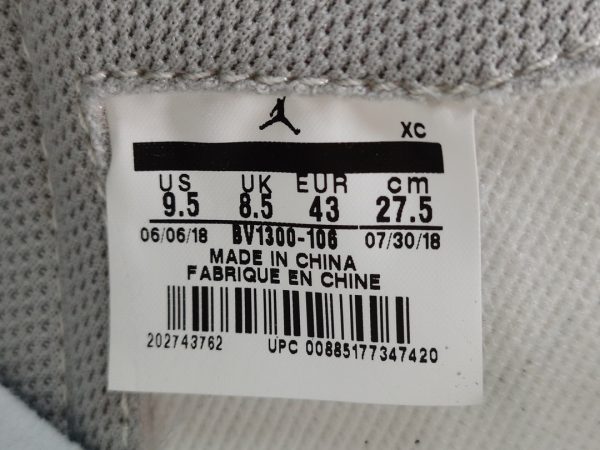 XC
US UK EUR cm
9.5 8.5 43 27.5
06/06/18 BV1300-106 07/30/18
MADE IN CHINA
FABRIQUE EN CHINE
202743762 UPC 00885177347420